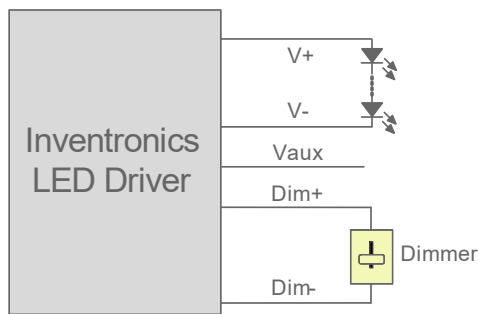 V+
V-
Inventronics
LED Driver
Vaux
Dim+
Dimmer
Dim-